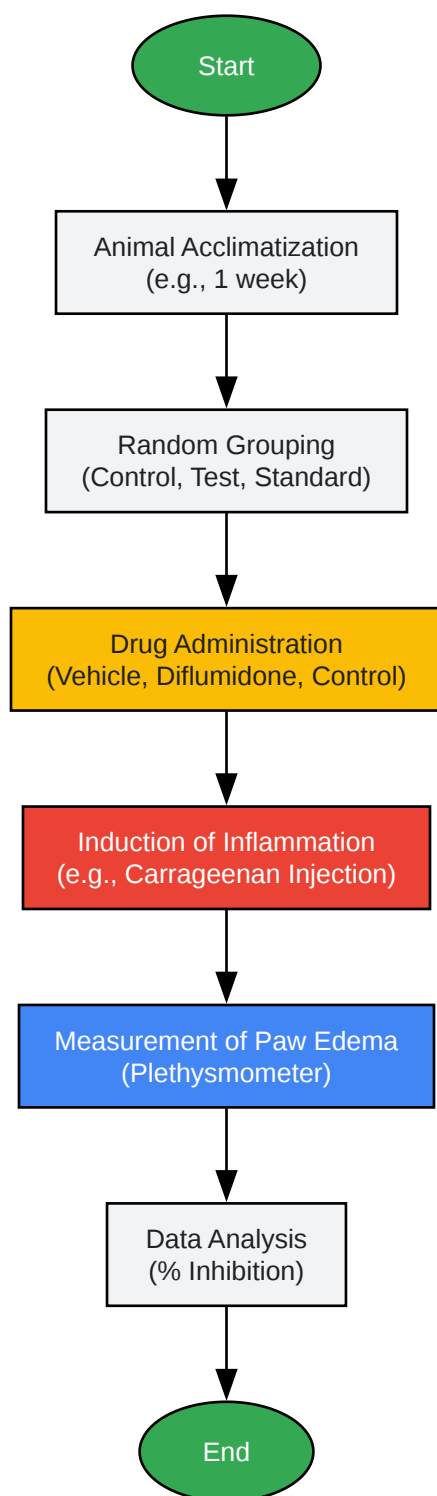 Start
Animal Acclimatization
(e.g., 1 week)
Random Grouping
(Control, Test, Standard)
Drug Administration
(Vehicle, Diflumidone, Control)
Induction of Inflammation
(e.g., Carrageenan Injection)
Measurement of Paw Edema
(Plethysmometer)
Data Analysis
(% Inhibition)
End